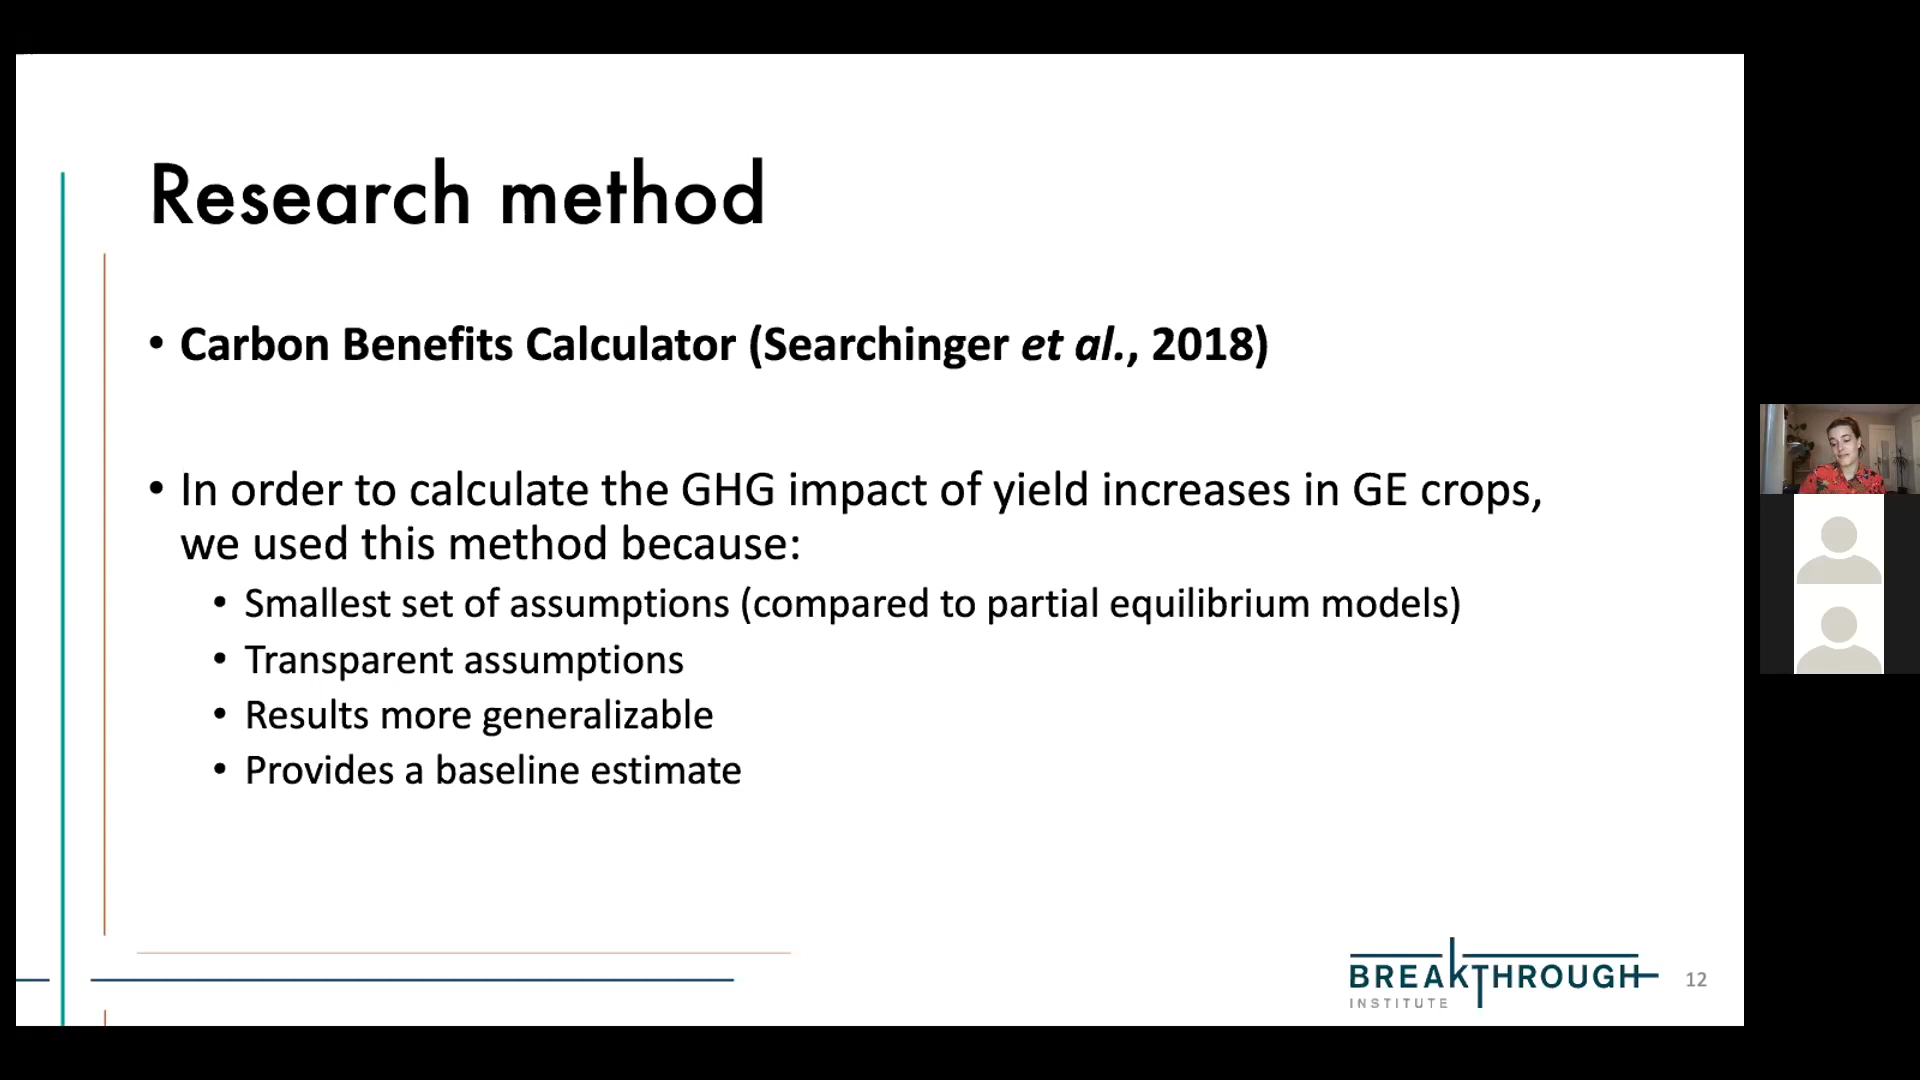 Research method
• Carbon Benefits Calculator (Searchinger et al., 2018)
• In order to calculate the GHG impact of yield increases in GE crops,
we used this method because:
• Smallest set of assumptions (compared to partial equilibrium models)
• Transparent assumptions
• Results more generalizable
• Provides a baseline estimate
BREAKTHROUGH
INSTITUTE
12